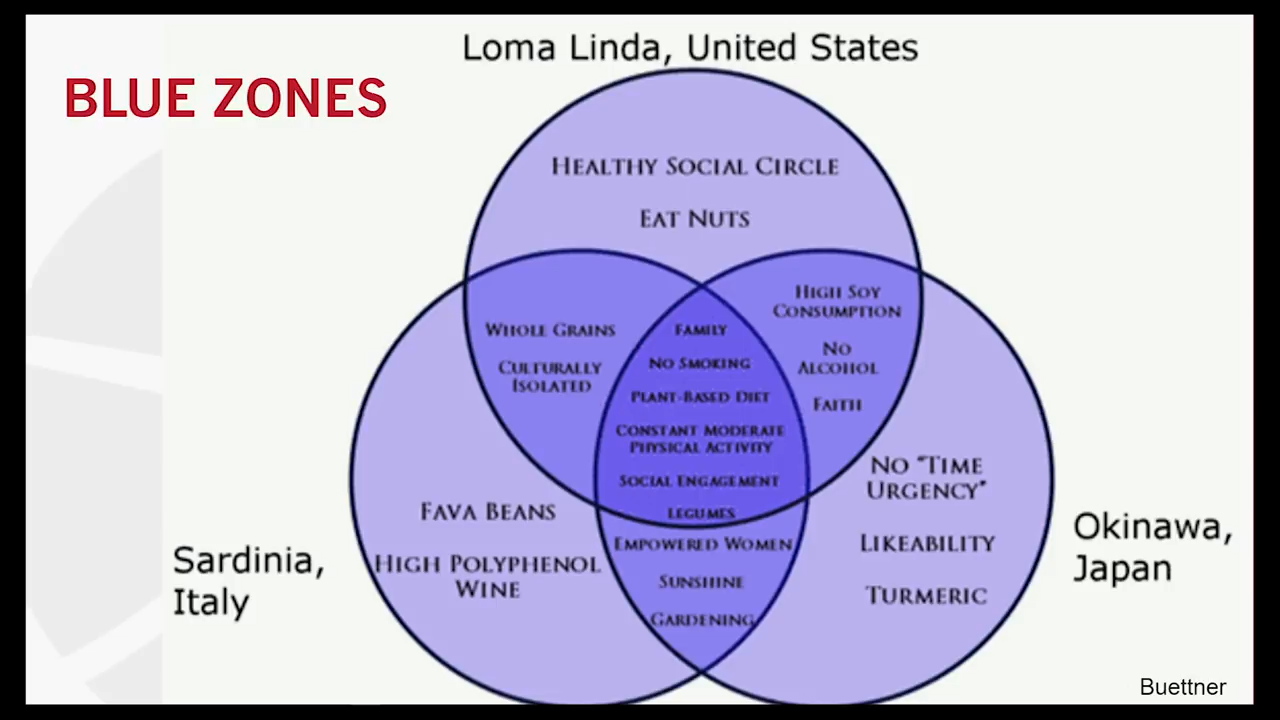 Loma Linda, United States
BLUE ZONES
HEALTHY SOCIAL CIRCLE
EAT NUTS
WHOLE GRAINS
CULTURALLY
ISOLATED
FAMILY
NO SMOKING
PLANT-BASED DIET
CONSTANT MODERATE
PHYSICAL ACTIVITY
SOCIAL ENGAGEMENT
LEGUMES
HIGH SOY
CONSUMPTION
NO
ALCOHOL
FAITH
FAVA BEANS
HIGH POLYPHENOL
WINE
EMPOWERED WOMEN
SUNSHINE
GARDENING
NO "TIME
URGENCY"
LIKEABILITY
TURMERIC
Sardinia,
Italy
Okinawa,
Japan
Buettner